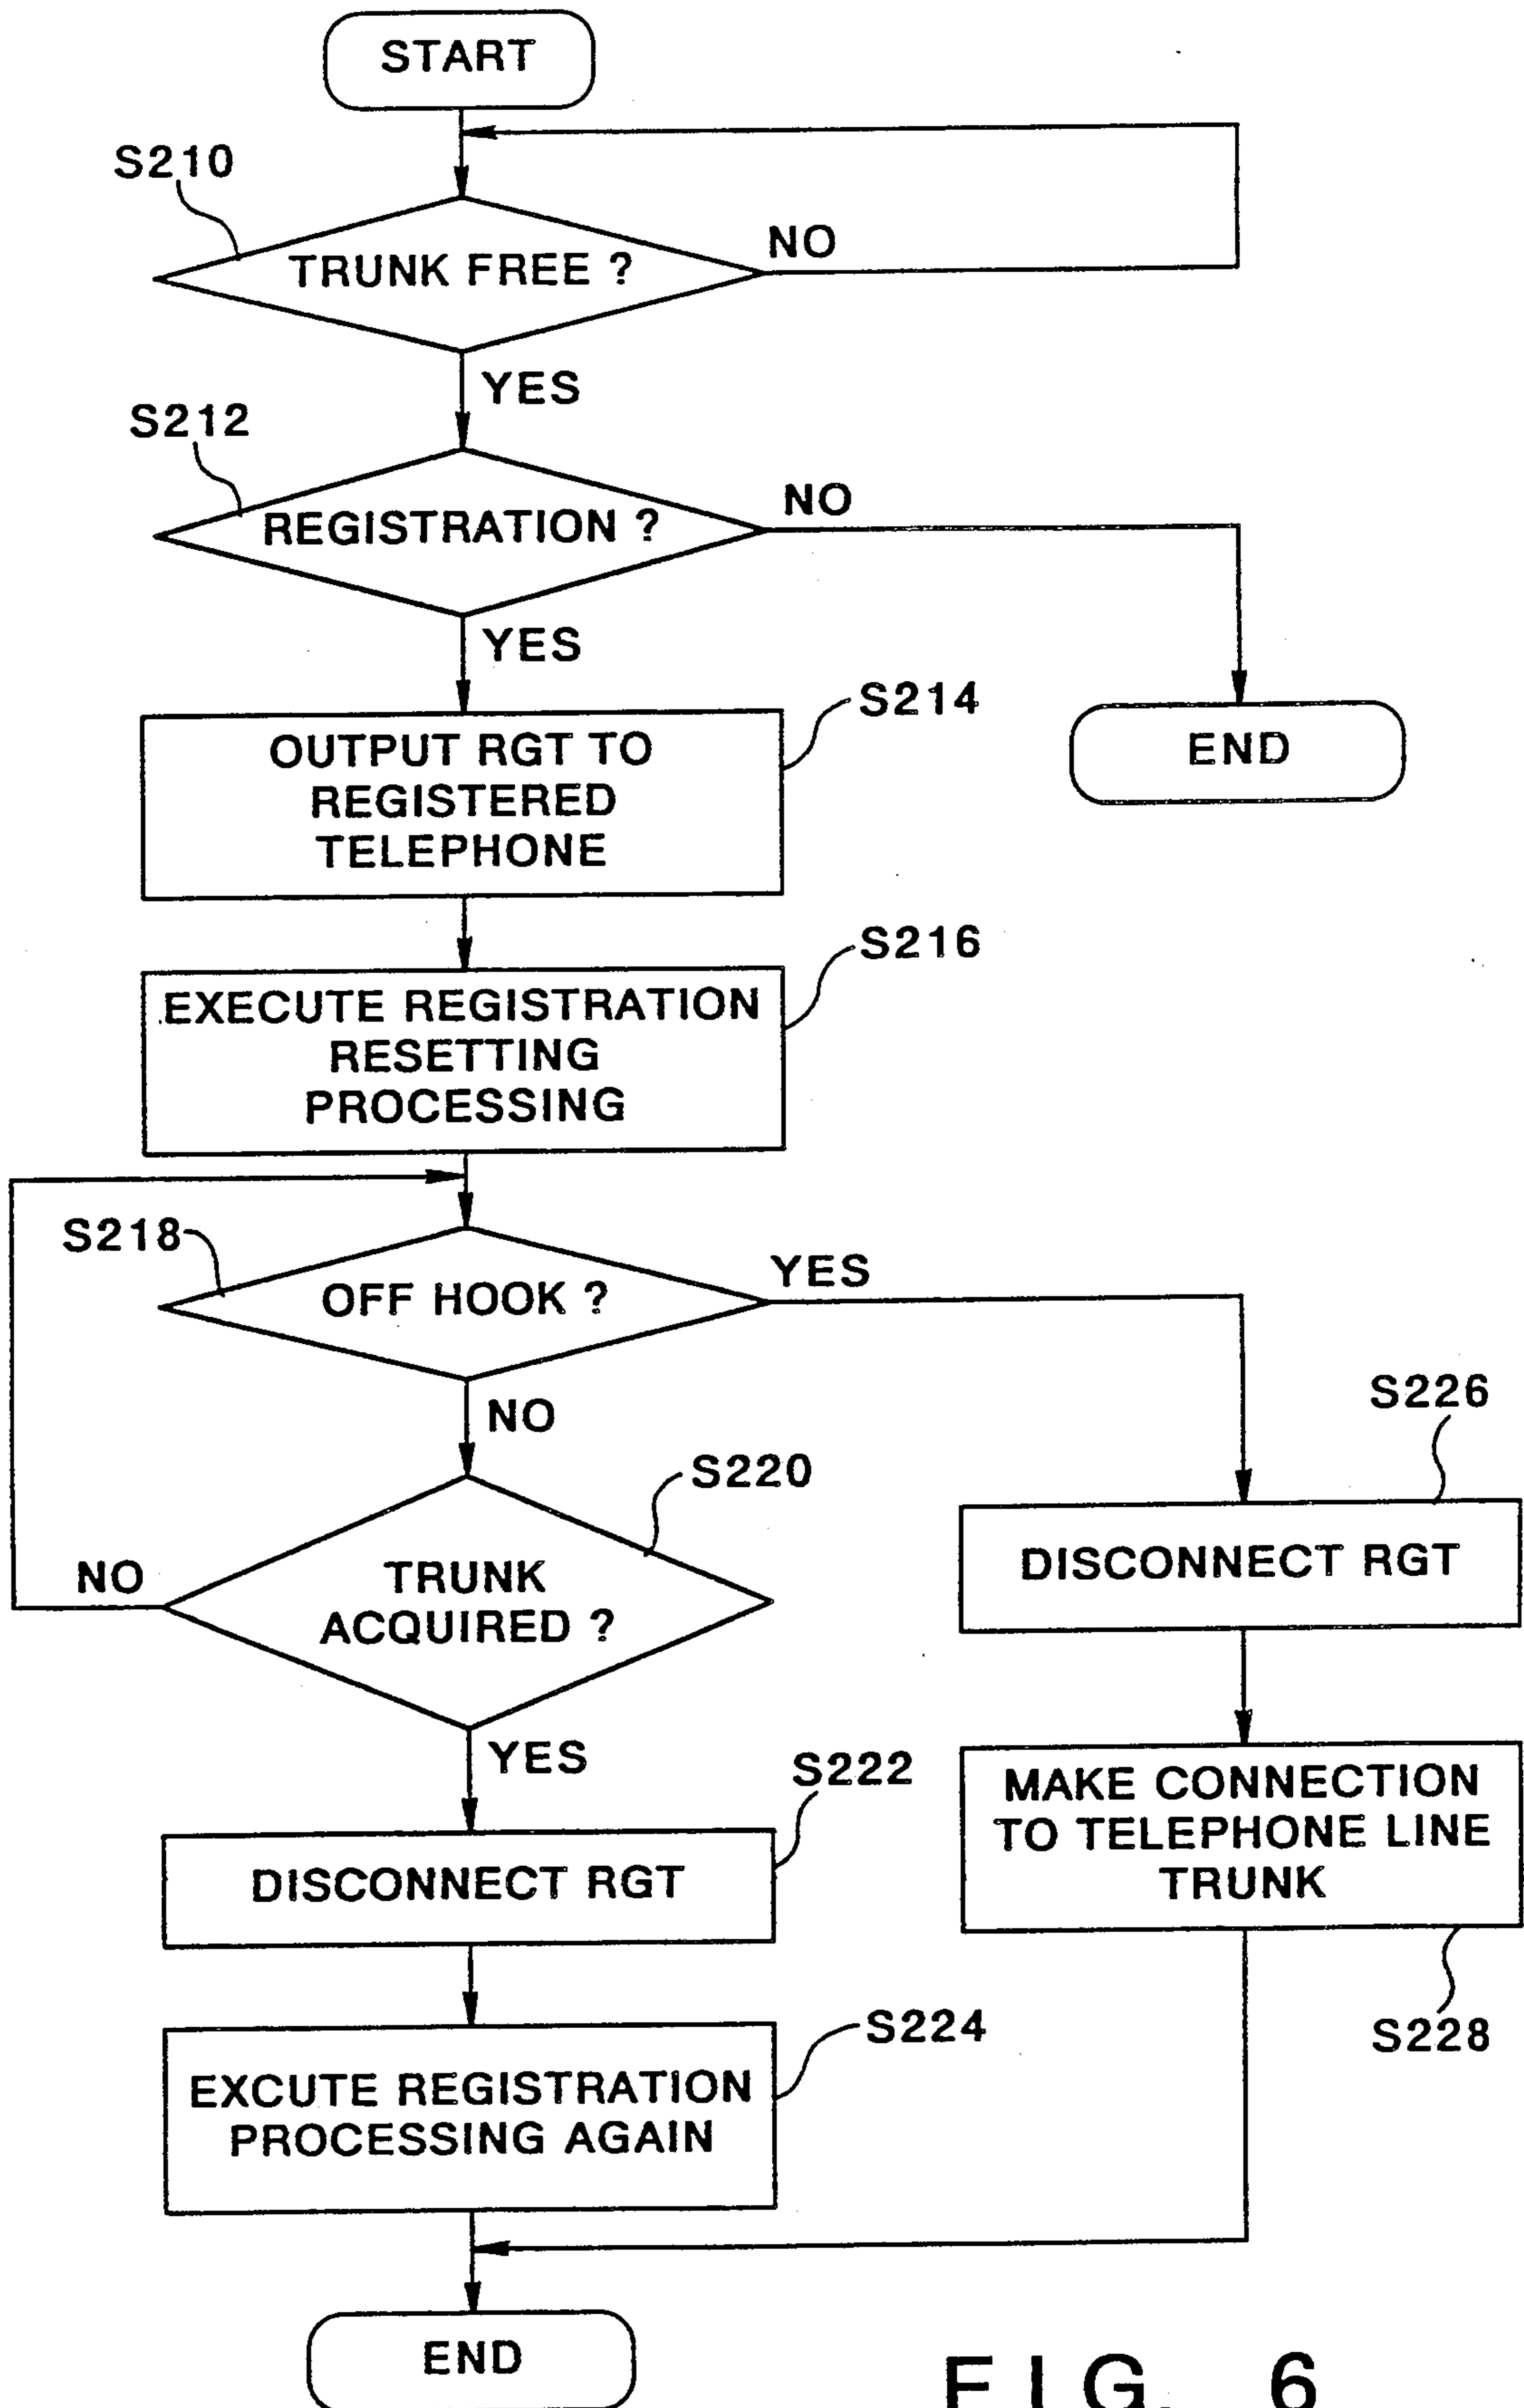 START
S210
TRUNK FREE ?
NO
YES
S212
REGISTRATION ?
NO
YES
S214
OUTPUT RGT TO
REGISTERED
TELEPHONE
END
S216
EXECUTE REGISTRATION
RESETTING
PROCESSING
S218
OFF HOOK ?
YES
NO
S226
S220
DISCONNECT RGT
NO
TRUNK
ACQUIRED ?
YES
S222
MAKE CONNECTION
TO TELEPHONE LINE
TRUNK
DISCONNECT RGT
S224
S228
EXCUTE REGISTRATION
PROCESSING AGAIN
END
FIG. 6